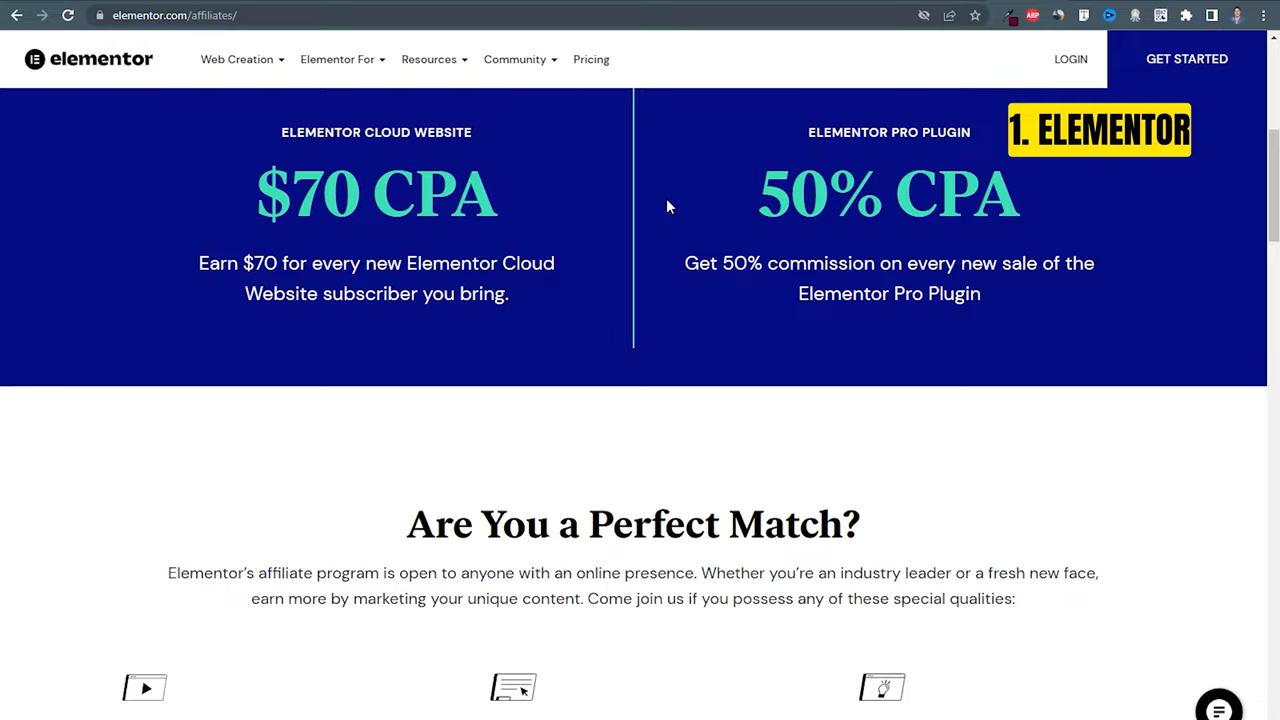 elementor.com/affiliates/
ABP
elementor
Web Creation
Elementor For
Resources
Community
Pricing
LOGIN
GET STARTED
1. ELEMENTOR
ELEMENTOR CLOUD WEBSITE
$70 CPA
Earn $70 for every new Elementor Cloud
Website subscriber you bring.
ELEMENTOR PRO PLUGIN
50% CPA
Get 50% commission on every new sale of the
Elementor Pro Plugin
Are You a Perfect Match?
Elementor’s affiliate program is open to anyone with an online presence. Whether you’re an industry leader or a fresh new face,
earn more by marketing your unique content. Come join us if you possess any of these special qualities: